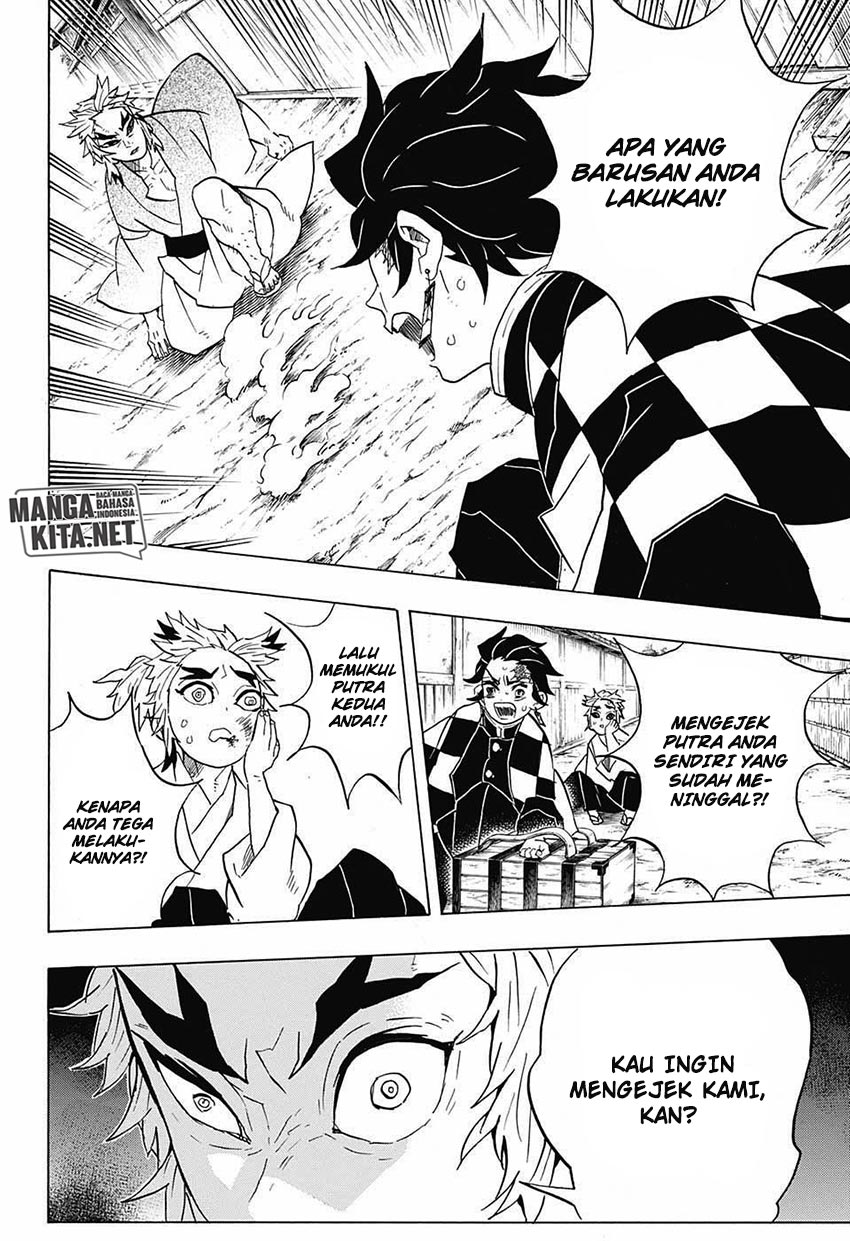 APA YANG
BARUSAN ANDA
LAKUKAN!
MANGA
KITA.NET
BACA MANGA
BAHASA
INDONESIA.
MENGEJEK
PUTRA ANDA
SENDIRI YANG
SUDAH ME-
NINGGAL?!
LALU
MEMUKUL
PUTRA
KEDUA
ANDA!!
KENAPA
ANDA TEGA
MELAKU-
KANNYA?!
KAU INGIN
MENGEJEK KAMI,
KAN?